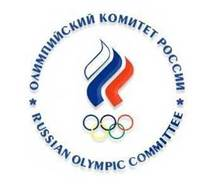 ОЛИМПИЙСКИЙ КОМИТЕТ РОССИИ
RUSSIAN OLYMPIC COMMITTEE